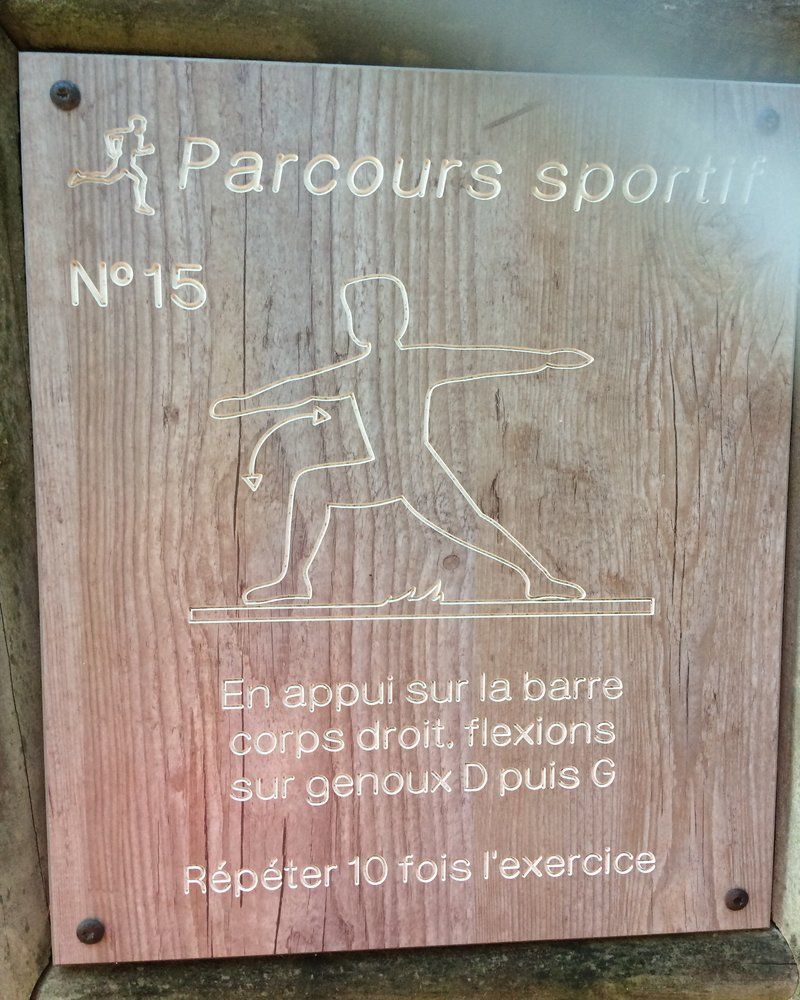 Parcours sportif
N° 15
En appui sur la barre
corps droit. flexions
sur genoux D puis G
Répéter 10 fois l'exercice